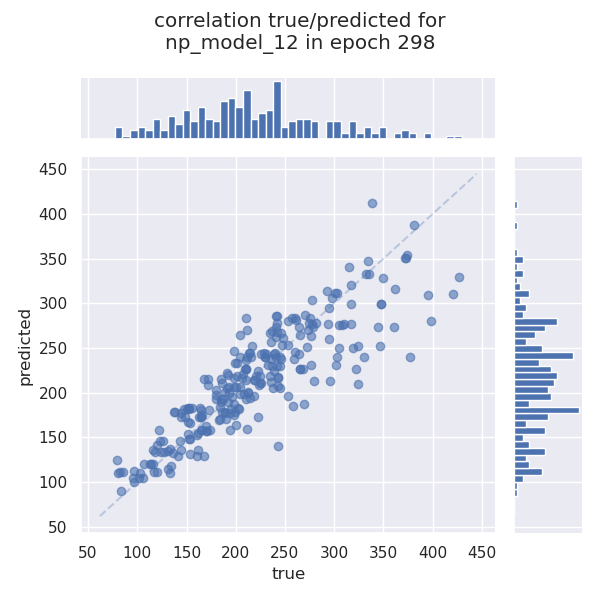 correlation true/predicted for
np_model_12 in epoch 298
450
400
350
300
250
200
150
100
50
predicted
50 100 150 200 250 300 350 400 450
true